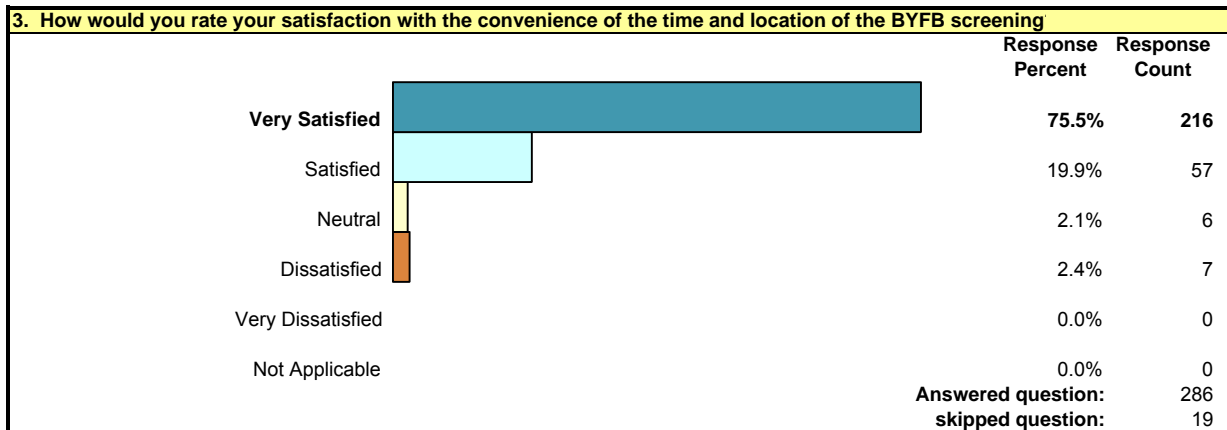 3. How would you rate your satisfaction with the convenience of the time and location of the BYFB screening
Response Response
Percent Count
Very Satisfied 75.5% 216
Satisfied 19.9% 57
Neutral 2.1% 6
Dissatisfied 2.4% 7
Very Dissatisfied 0.0% 0
Not Applicable 0.0% 0
Answered question: 286
skipped question: 19